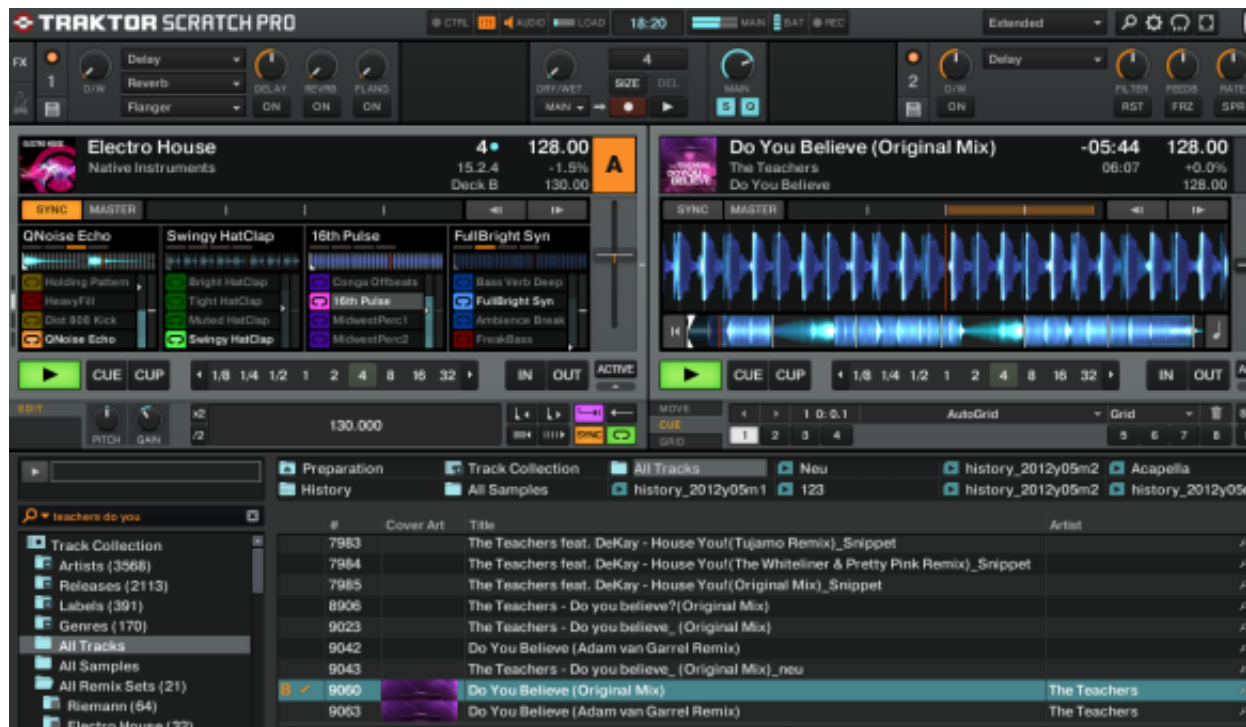 TRAKTOR SCRATCH PRO
CTRL AUDIO LOAD 18:20 MAIN BAT REC Extended
FX 1 D/W Delay Reverb Flanger DELAY REVRB FLANG ON ON ON
DRY/WET 4 SIZE DEL MAIN MAIN S Q
2 D/W ON Delay FILTER FEEDB RATE RST FRZ SPR
Electro House 4 128.00 A
Native Instruments 15.2.4 -1.5%
Deck B 130.00
SYNC MASTER
QNoise Echo Swingy HatClap 16th Pulse FullBright Syn
Holding Pattern Bright HatClap Conga Offbeats Bass Verb Deep
HeavyFill Tight HatClap 16th Pulse FullBright Syn
Dist 808 Kick Muted HatClap MidwestPerc1 Ambience Break
QNoise Echo Swingy HatClap MidwestPerc2 FreakBass
CUE CUP 1/8 1/4 1/2 1 2 4 8 16 32 IN OUT ACTIVE
EDIT PITCH GAIN x2 /2 130.000 SYNC
Do You Believe (Original Mix) -05:44 128.00
The Teachers 06:07 +0.0%
Do You Believe 128.00
SYNC MASTER
CUE CUP 1/8 1/4 1/2 1 2 4 8 16 32 IN OUT
MOVE 1 0:0.1 AutoGrid Grid
CUE 1 2 3 4 5 6 7 8
GRID
Preparation Track Collection All Tracks Neu history_2012y05m2 Acapella
History All Samples history_2012y05m1 123 history_2012y05m2
teachers do you
Track Collection
Artists (3568)
Releases (2113)
Labels (391)
Genres (170)
All Tracks
All Samples
All Remix Sets (21)
Riemann (64)
Electro House (32)
# Cover Art Title Artist
7983 The Teachers feat. DeKay - House You!(Tujamo Remix)_Snippet
7984 The Teachers feat. DeKay - House You!(The Whiteliner & Pretty Pink Remix)_Snippet
7985 The Teachers feat. DeKay - House You!(Original Mix)_Snippet
8906 The Teachers - Do you believe?(Original Mix)
9023 The Teachers - Do you believe_ (Original Mix)
9042 Do You Believe (Adam van Garrel Remix)
9043 The Teachers - Do you believe_ (Original Mix)_neu
B 9060 Do You Believe (Original Mix) The Teachers
9063 Do You Believe (Adam van Garrel Remix) The Teachers